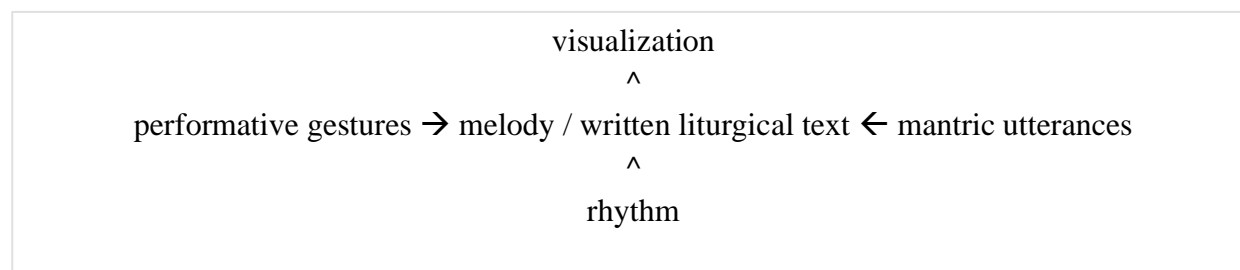 visualization
^
performative gestures → melody / written liturgical text ← mantric utterances
^
rhythm